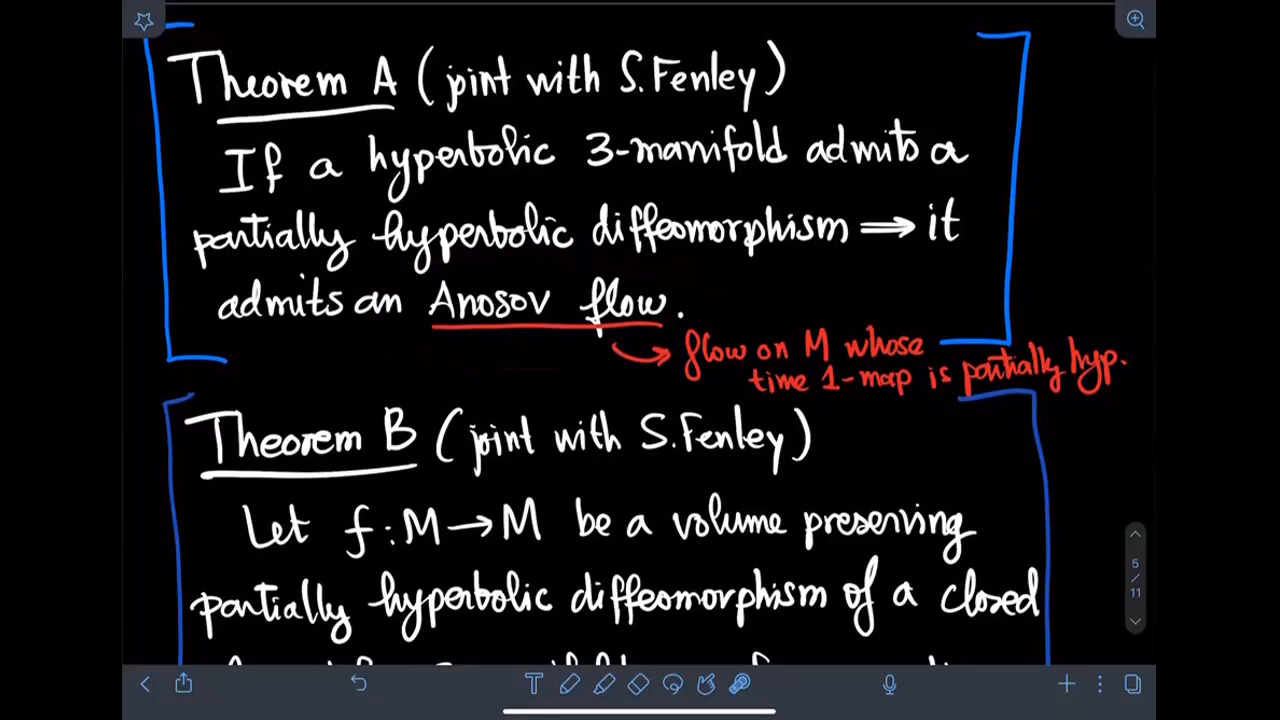 Theorem A (joint with S. Fenley)
If a hyperbolic 3-manifold admits a
partially hyperbolic diffeomorphism ⟹ it
admits an Anosov flow.
flow on M whose
time 1-map is partially hyp.
Theorem B (joint with S. Fenley)
Let f : M → M be a volume preserving
partially hyperbolic diffeomorphism of a closed
5
/
11
T